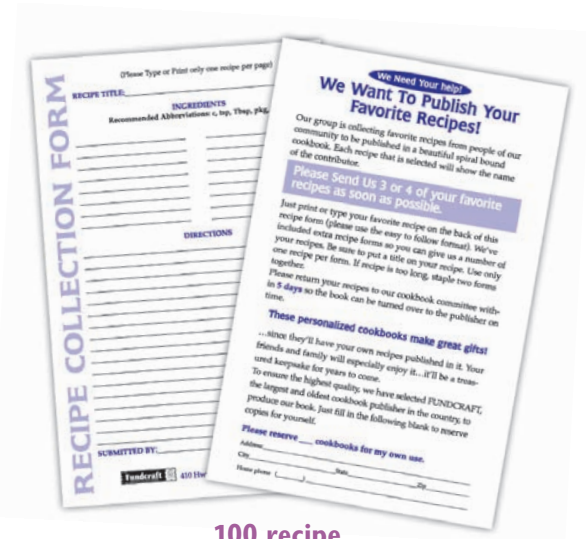 RECIPE COLLECTION FORM
(Please Type or Print only one recipe per page)
RECIPE TITLE:
INGREDIENTS
Recommended Abbreviations: c, tsp, Tbsp, pkg,
DIRECTIONS
SUBMITTED BY:
Fundcraft 410 Hw
We Need Your help!
We Want To Publish Your
Favorite Recipes!
Our group is collecting favorite recipes from people of our
community to be published in a beautiful spiral bound
cookbook. Each recipe that is selected will show the name
of the contributor.
Please Send Us 3 or 4 of your favorite
recipes as soon as possible.
Just print or type your favorite recipe on the back of this
recipe form (please use the easy to follow format). We've
included extra recipe forms so you can give us a number of
your recipes. Be sure to put a title on your recipe. Use only
one recipe per form. If recipe is too long, staple two forms
together.
Please return your recipes to our cookbook committee with-
in 5 days so the book can be turned over to the publisher on
time.
These personalized cookbooks make great gifts!
…since they'll have your own recipes published in it. Your
friends and family will especially enjoy it…it'll be a treas-
ured keepsake for years to come.
To ensure the highest quality, we have selected FUNDCRAFT,
the largest and oldest cookbook publisher in the country, to
produce our book. Just fill in the following blank to reserve
copies for yourself.
Please reserve ___ cookbooks for my own use.
Address
City State Zip
Home phone ( )
100 recipe